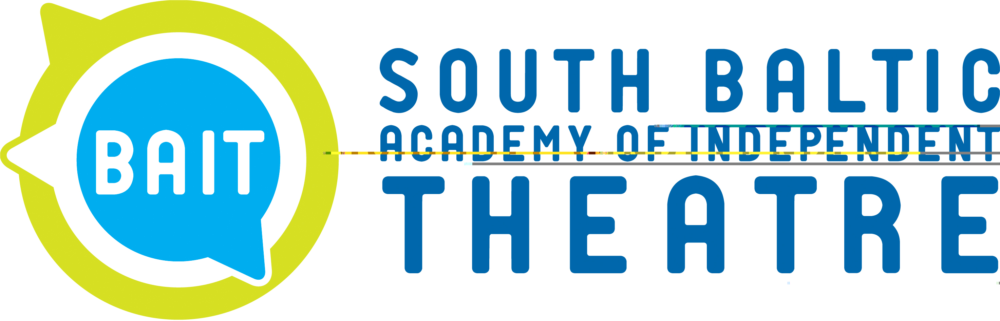 BAIT
SOUTH BALTIC
ACADEMY OF INDEPENDENT
THEATRE